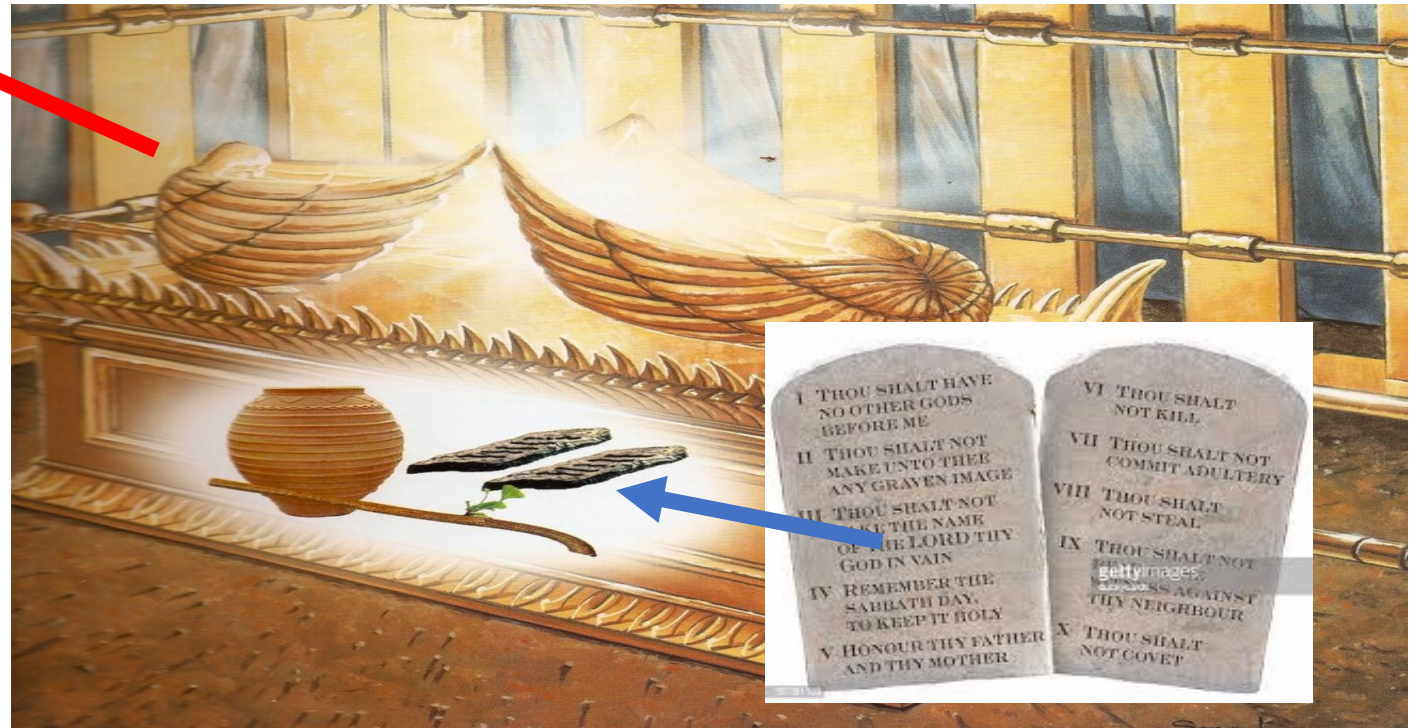 I THOU SHALT HAVE
NO OTHER GODS
BEFORE ME
II THOU SHALT NOT
MAKE UNTO THEE
ANY GRAVEN IMAGE
III THOU SHALT NOT
THE NAME
OF THE LORD THY
GOD IN VAIN
IV REMEMBER THE
SABBATH DAY,
TO KEEP IT HOLY
V HONOUR THY FATHER
AND THY MOTHER
VI THOU SHALT
NOT KILL
VII THOU SHALT NOT
COMMIT ADULTERY
VIII THOU SHALT
NOT STEAL
IX THOU SHALT NOT
gettyimages
AGAINST
THY NEIGHBOUR
X THOU SHALT
NOT COVET